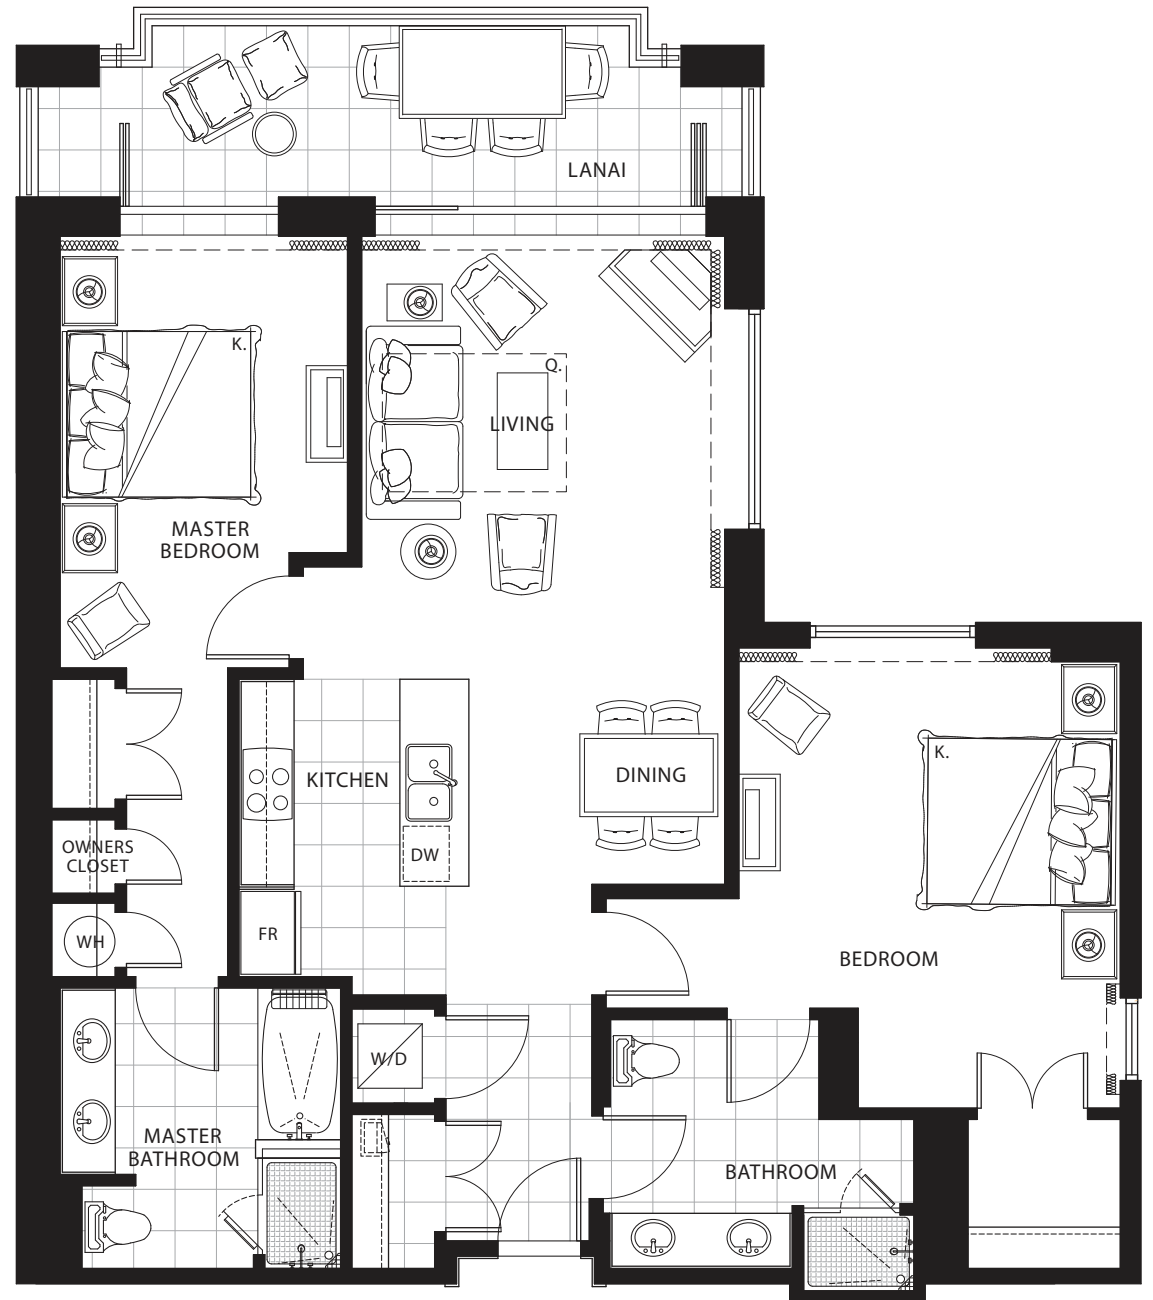 LANAI
K.
Q.
LIVING
MASTER
BEDROOM
K.
KITCHEN
DINING
OWNERS
CLOSET
DW
WH
FR
BEDROOM
W/D
MASTER
BATHROOM
BATHROOM